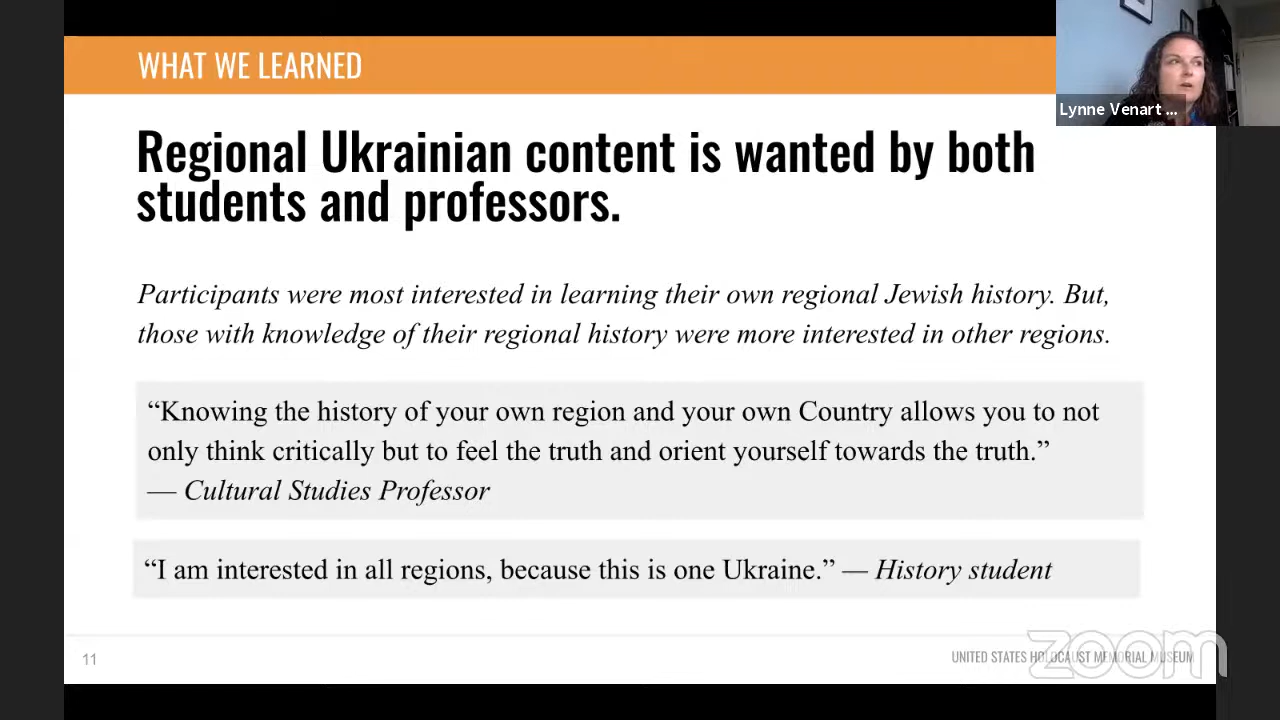 WHAT WE LEARNED
Lynne Venart ...
Regional Ukrainian content is wanted by both
students and professors.
Participants were most interested in learning their own regional Jewish history. But,
those with knowledge of their regional history were more interested in other regions.
“Knowing the history of your own region and your own Country allows you to not
only think critically but to feel the truth and orient yourself towards the truth.”
— Cultural Studies Professor
“I am interested in all regions, because this is one Ukraine.” — History student
11
UNITED STATES HOLOCAUST MEMORIAL MUSEUM
zoom